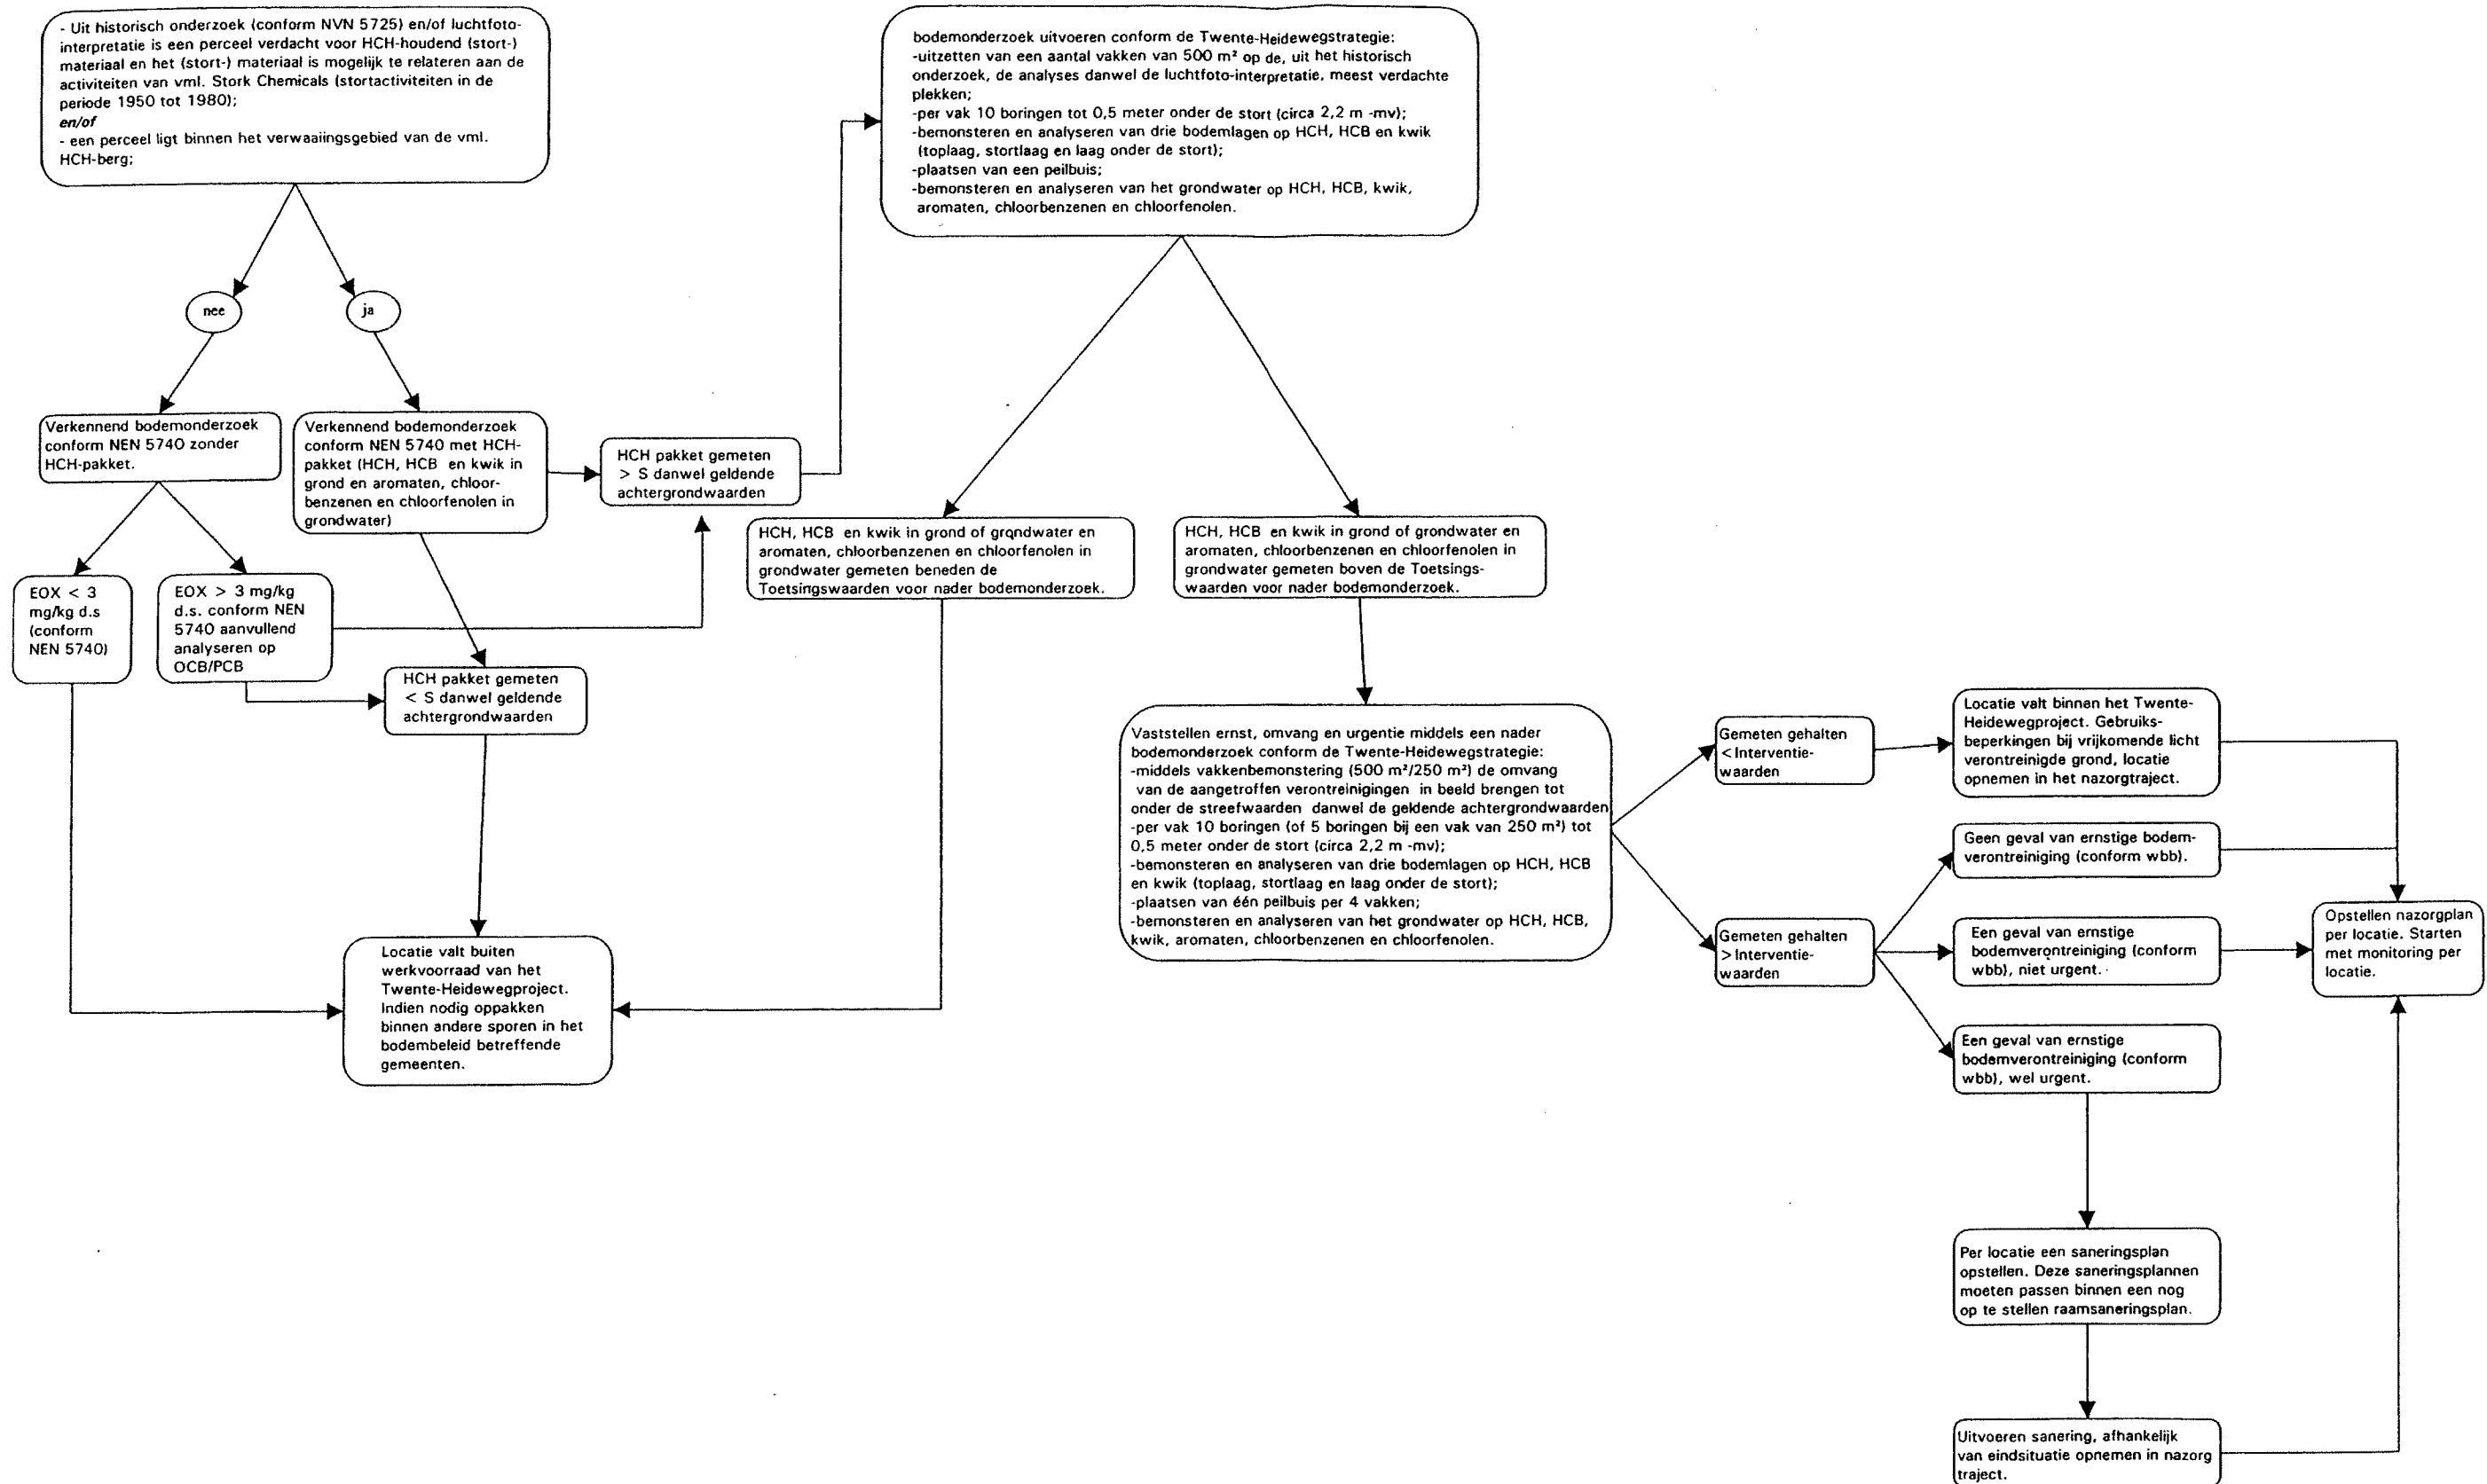 - Uit historisch onderzoek (conform NVN 5725) en/of luchtfoto-
interpretatie is een perceel verdacht voor HCH-houdend (stort-)
materiaal en het (stort-) materiaal is mogelijk te relateren aan de
activiteiten van vml. Stork Chemicals (stortactiviteiten in de
periode 1950 tot 1980);
en/of
- een perceel ligt binnen het verwaaiingsgebied van de vml.
HCH-berg;
nee
ja
Verkennend bodemonderzoek
conform NEN 5740 zonder
HCH-pakket.
Verkennend bodemonderzoek
conform NEN 5740 met HCH-
pakket (HCH, HCB en kwik in
grond en aromaten, chloor-
benzenen en chloorfenolen in
grondwater)
HCH pakket gemeten
> S danwel geldende
achtergrondwaarden
EOX < 3
mg/kg d.s
(conform
NEN 5740)
EOX > 3 mg/kg
d.s. conform NEN
5740 aanvullend
analyseren op
OCB/PCB
HCH pakket gemeten
< S danwel geldende
achtergrondwaarden
Locatie valt buiten
werkvoorraad van het
Twente-Heidewegproject.
Indien nodig oppakken
binnen andere sporen in het
bodembeleid betreffende
gemeenten.
bodemonderzoek uitvoeren conform de Twente-Heidewegstrategie:
-uitzetten van een aantal vakken van 500 m² op de, uit het historisch
onderzoek, de analyses danwel de luchtfoto-interpretatie, meest verdachte
plekken;
-per vak 10 boringen tot 0,5 meter onder de stort (circa 2,2 m -mv);
-bemonsteren en analyseren van drie bodemlagen op HCH, HCB en kwik
(toplaag, stortlaag en laag onder de stort);
-plaatsen van een peilbuis;
-bemonsteren en analyseren van het grondwater op HCH, HCB, kwik,
aromaten, chloorbenzenen en chloorfenolen.
HCH, HCB en kwik in grond of grondwater en
aromaten, chloorbenzenen en chloorfenolen in
grondwater gemeten beneden de
Toetsingswaarden voor nader bodemonderzoek.
HCH, HCB en kwik in grond of grondwater en
aromaten, chloorbenzenen en chloorfenolen in
grondwater gemeten boven de Toetsings-
waarden voor nader bodemonderzoek.
Vaststellen ernst, omvang en urgentie middels een nader
bodemonderzoek conform de Twente-Heidewegstrategie:
-middels vakkenbemonstering (500 m²/250 m²) de omvang
van de aangetroffen verontreinigingen in beeld brengen tot
onder de streefwaarden danwel de geldende achtergrondwaarden
-per vak 10 boringen (of 5 boringen bij een vak van 250 m²) tot
0,5 meter onder de stort (circa 2,2 m -mv);
-bemonsteren en analyseren van drie bodemlagen op HCH, HCB
en kwik (toplaag, stortlaag en laag onder de stort);
-plaatsen van één peilbuis per 4 vakken;
-bemonsteren en analyseren van het grondwater op HCH, HCB,
kwik, aromaten, chloorbenzenen en chloorfenolen.
Gemeten gehalten
< Interventie-
waarden
Gemeten gehalten
> Interventie-
waarden
Locatie valt binnen het Twente-
Heidewegproject. Gebruiks-
beperkingen bij vrijkomende licht
verontreinigde grond, locatie
opnemen in het nazorgtraject.
Geen geval van ernstige bodem-
verontreiniging (conform wbb).
Een geval van ernstige
bodemverontreiniging (conform
wbb), niet urgent.
Een geval van ernstige
bodemverontreiniging (conform
wbb), wel urgent.
Opstellen nazorgplan
per locatie. Starten
met monitoring per
locatie.
Per locatie een saneringsplan
opstellen. Deze saneringsplannen
moeten passen binnen een nog
op te stellen raamsaneringsplan.
Uitvoeren sanering, afhankelijk
van eindsituatie opnemen in nazorg
traject.